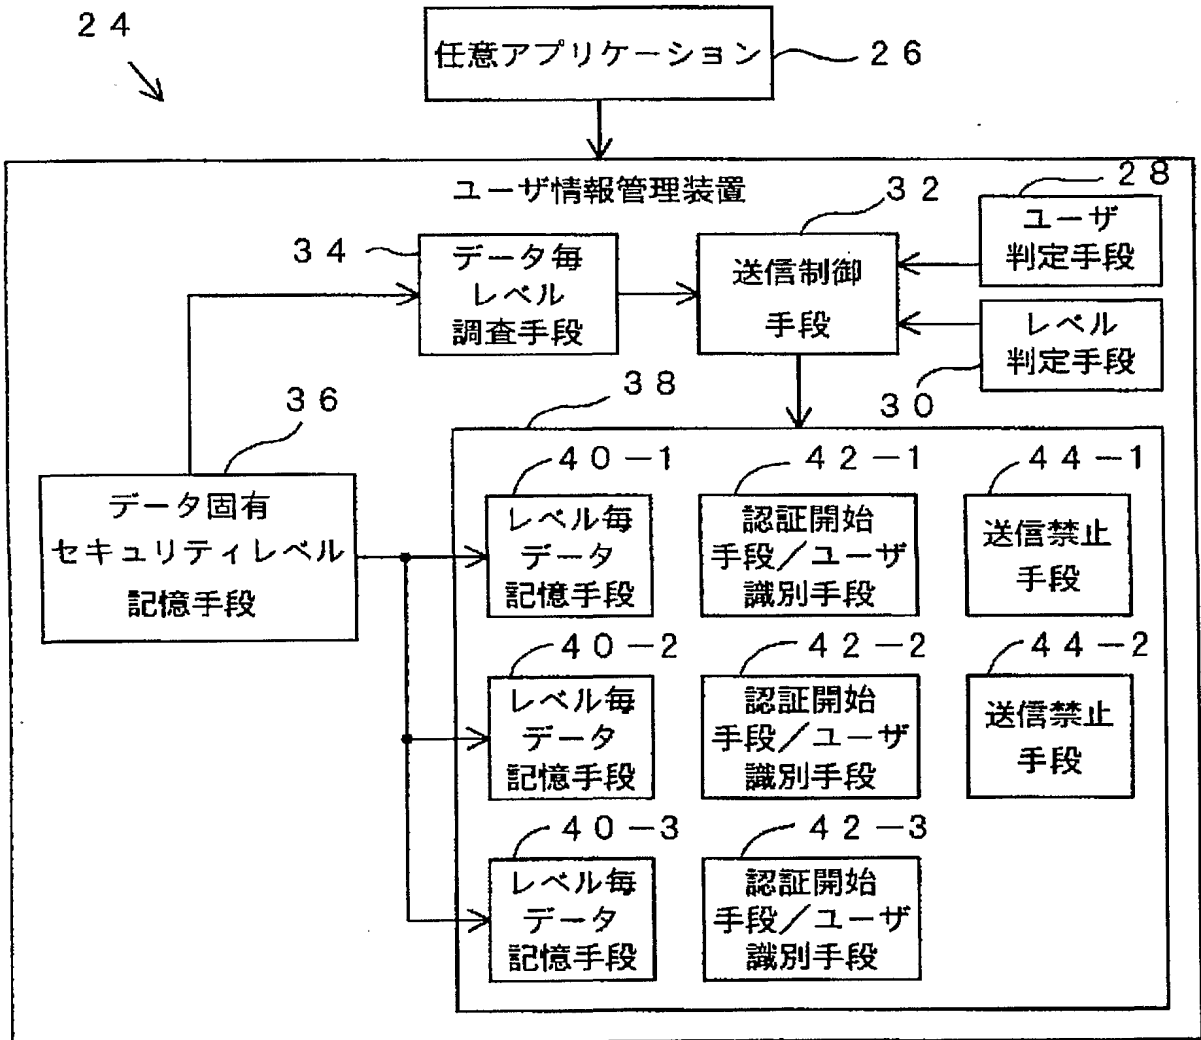 ２４
任意アプリケーション
２６
ユーザ情報管理装置
３２
２８
３４
データ毎
レベル
調査手段
送信制御
手段
ユーザ
判定手段
レベル
判定手段
３０
３６
３８
データ固有
セキュリティレベル
記憶手段
４０－１
４２－１
４４－１
レベル毎
データ
記憶手段
認証開始
手段／ユーザ
識別手段
送信禁止
手段
４０－２
４２－２
４４－２
レベル毎
データ
記憶手段
認証開始
手段／ユーザ
識別手段
送信禁止
手段
４０－３
４２－３
レベル毎
データ
記憶手段
認証開始
手段／ユーザ
識別手段